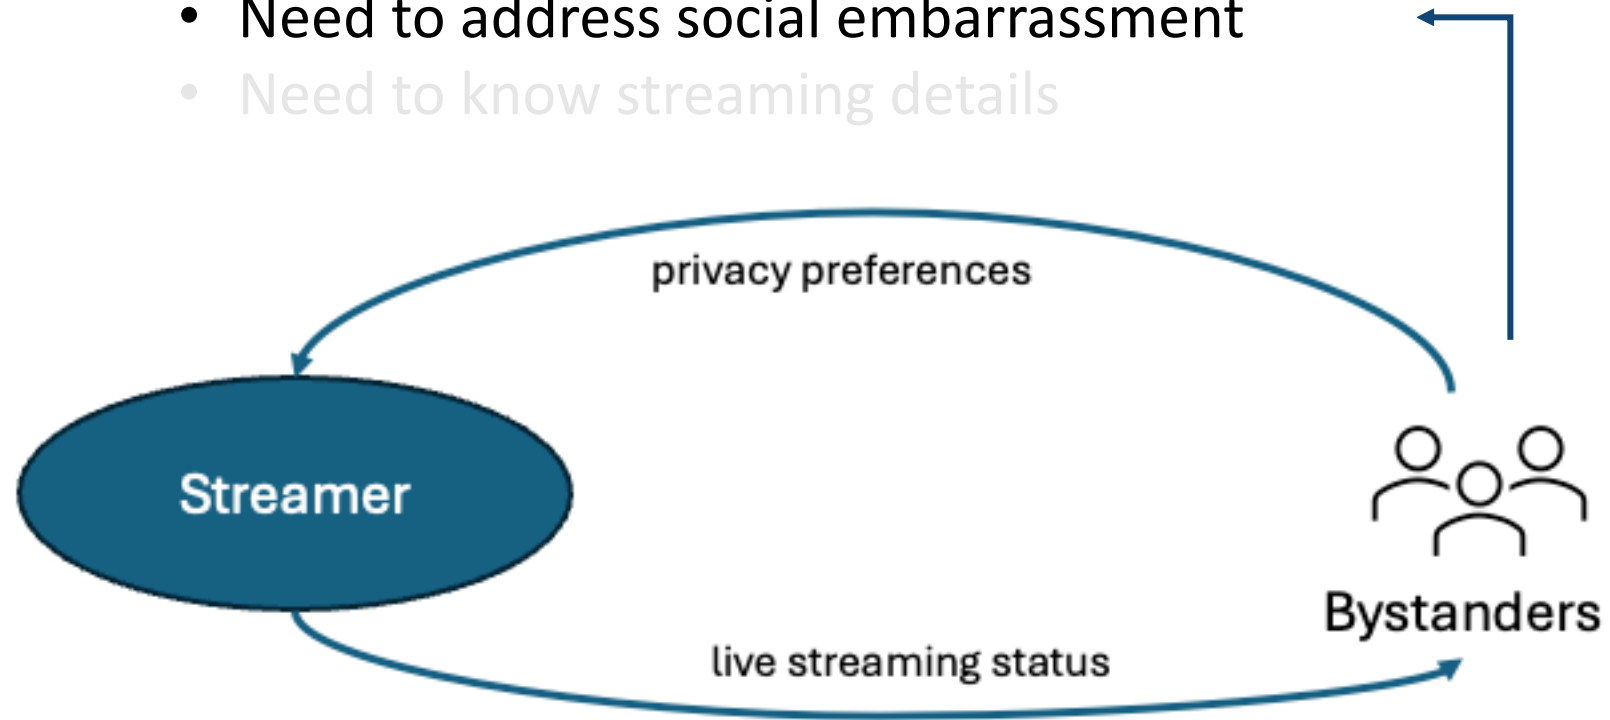 • Need to address social embarrassment
• Need to know streaming details
privacy preferences
Streamer
Bystanders
live streaming status